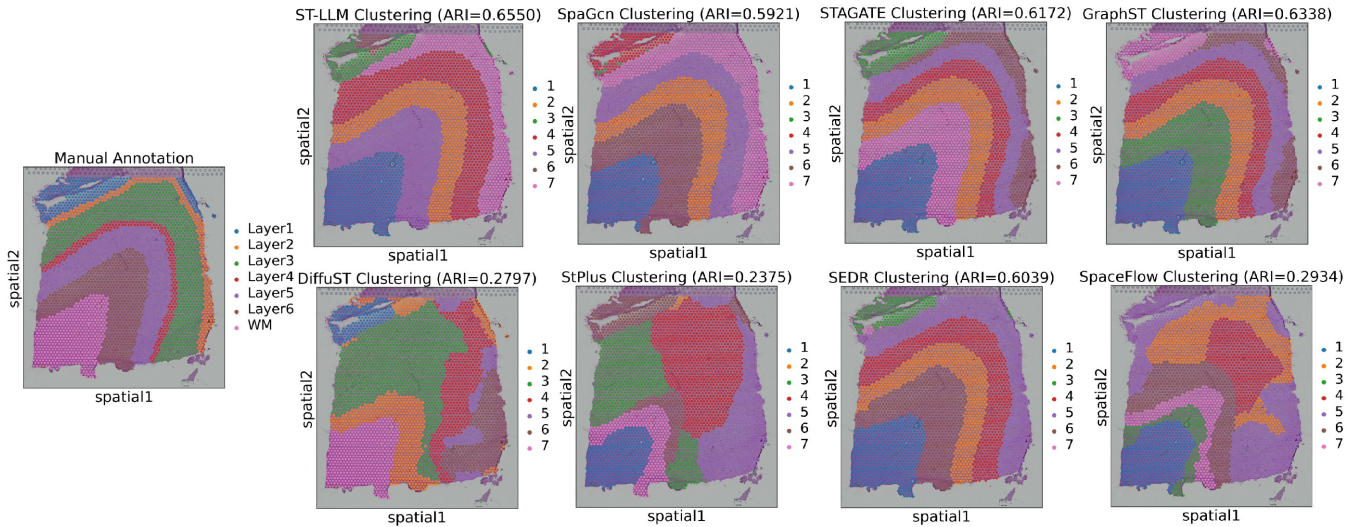 ST-LLM Clustering (ARI=0.6550)
spatial2
spatial1
1
2
3
4
5
6
7
SpaGcn Clustering (ARI=0.5921)
spatial2
spatial1
1
2
3
4
5
6
7
STAGATE Clustering (ARI=0.6172)
spatial2
spatial1
1
2
3
4
5
6
7
GraphST Clustering (ARI=0.6338)
spatial2
spatial1
1
2
3
4
5
6
7
Manual Annotation
spatial2
spatial1
Layer1
Layer2
Layer3
Layer4
Layer5
Layer6
WM
DiffuST Clustering (ARI=0.2797)
spatial2
spatial1
1
2
3
4
5
6
7
StPlus Clustering (ARI=0.2375)
spatial2
spatial1
1
2
3
4
5
6
7
SEDR Clustering (ARI=0.6039)
spatial2
spatial1
1
2
3
4
5
6
7
SpaceFlow Clustering (ARI=0.2934)
spatial2
spatial1
1
2
3
4
5
6
7